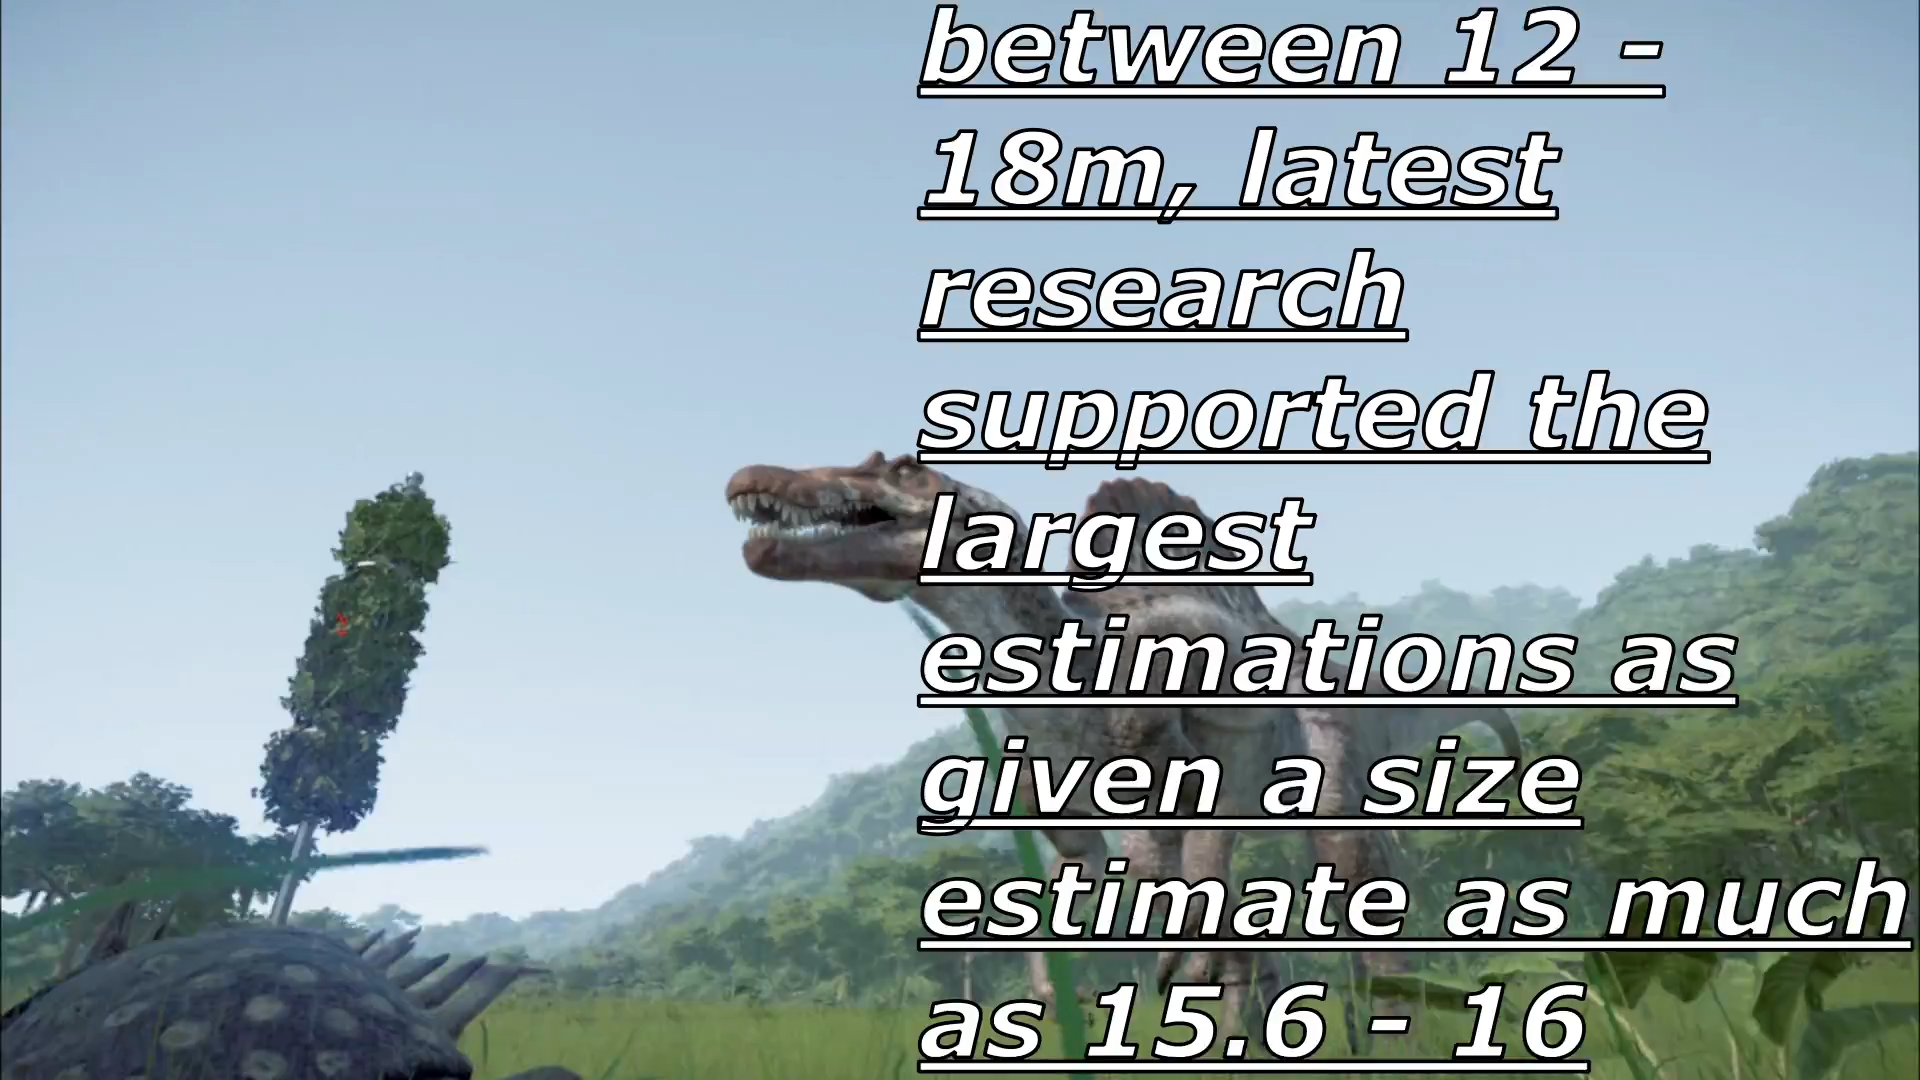 between 12 -
18m, latest
research
supported the
largest
estimations as
given a size
estimate as much
as 15.6 - 16